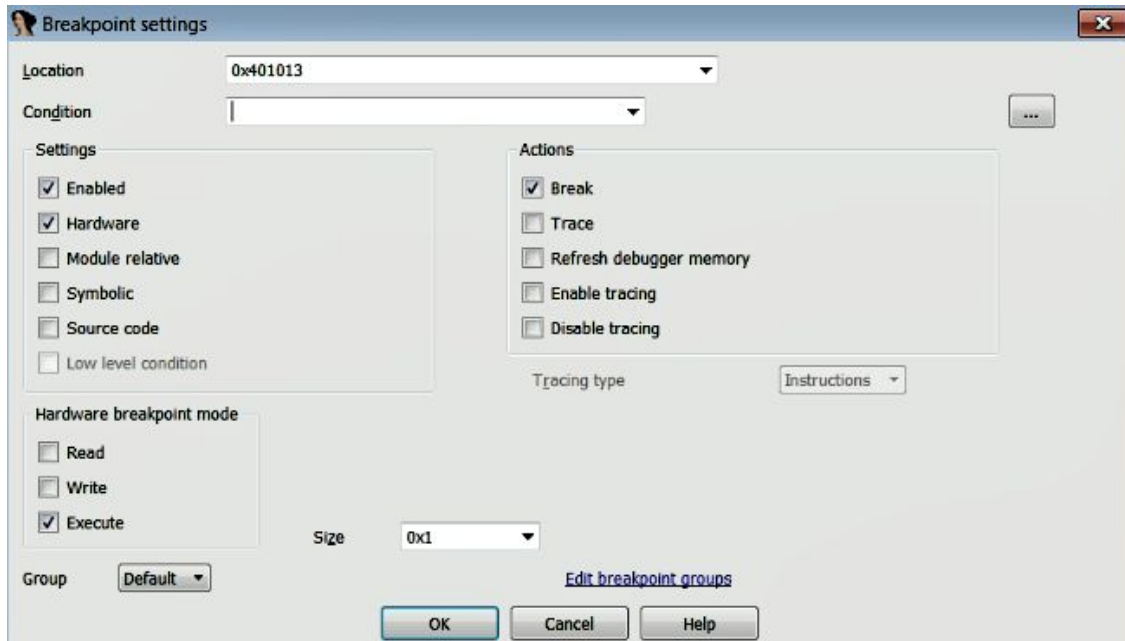 Breakpoint settings
Location 0x401013
Condition ...
Settings
Enabled
Hardware
Module relative
Symbolic
Source code
Low level condition
Actions
Break
Trace
Refresh debugger memory
Enable tracing
Disable tracing
Tracing type Instructions
Hardware breakpoint mode
Read
Write
Execute
Size 0x1
Group Default Edit breakpoint groups
OK Cancel Help